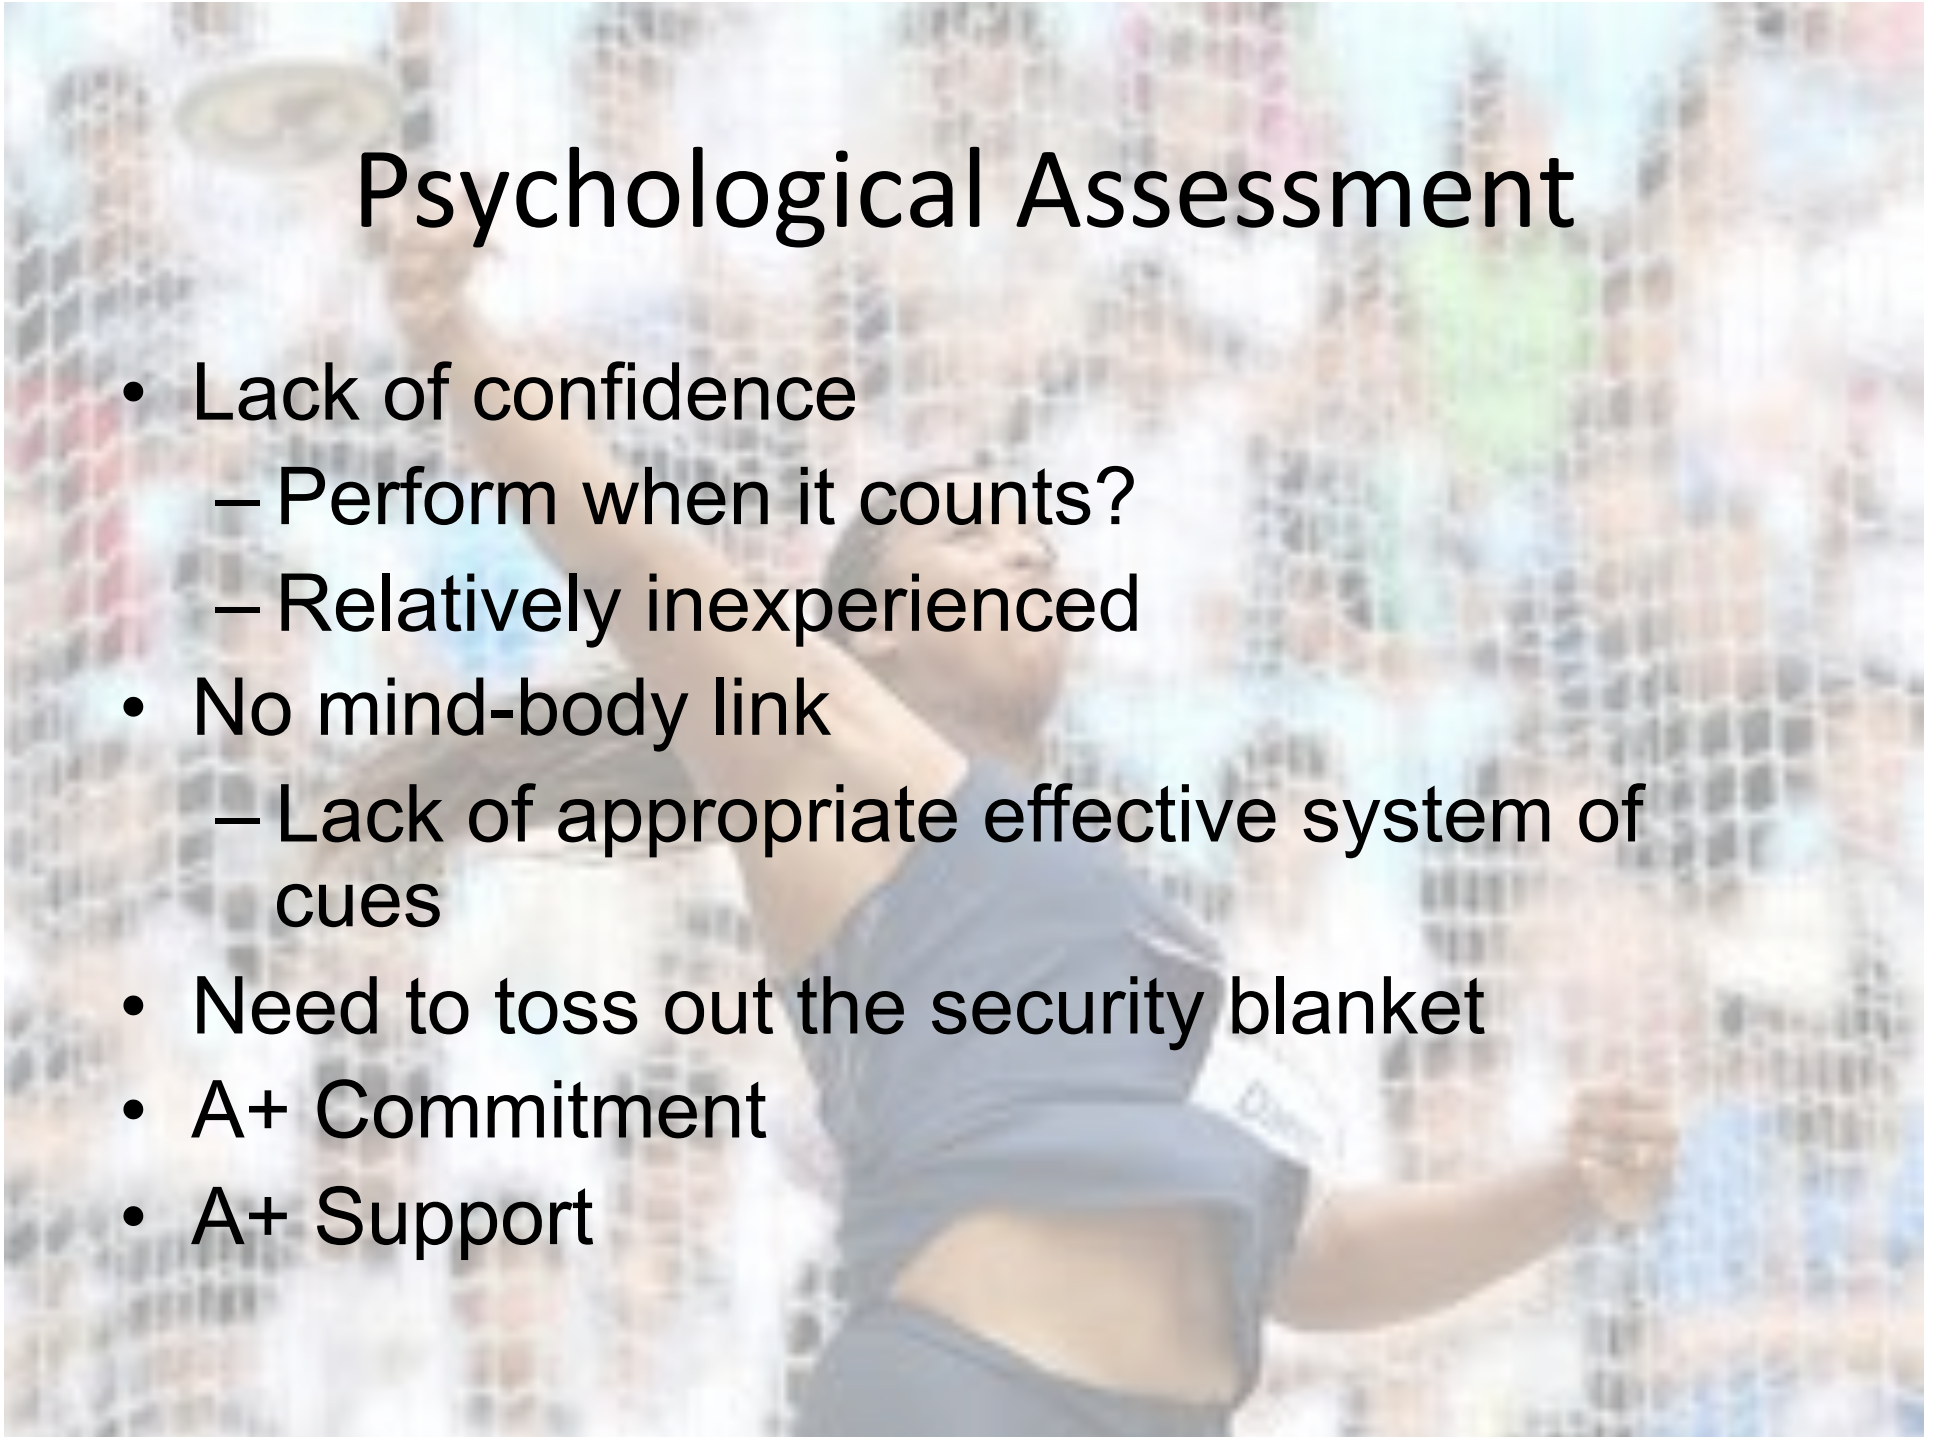 Psychological Assessment
• Lack of confidence
– Perform when it counts?
– Relatively inexperienced
• No mind-body link
– Lack of appropriate effective system of
cues
• Need to toss out the security blanket
• A+ Commitment
• A+ Support